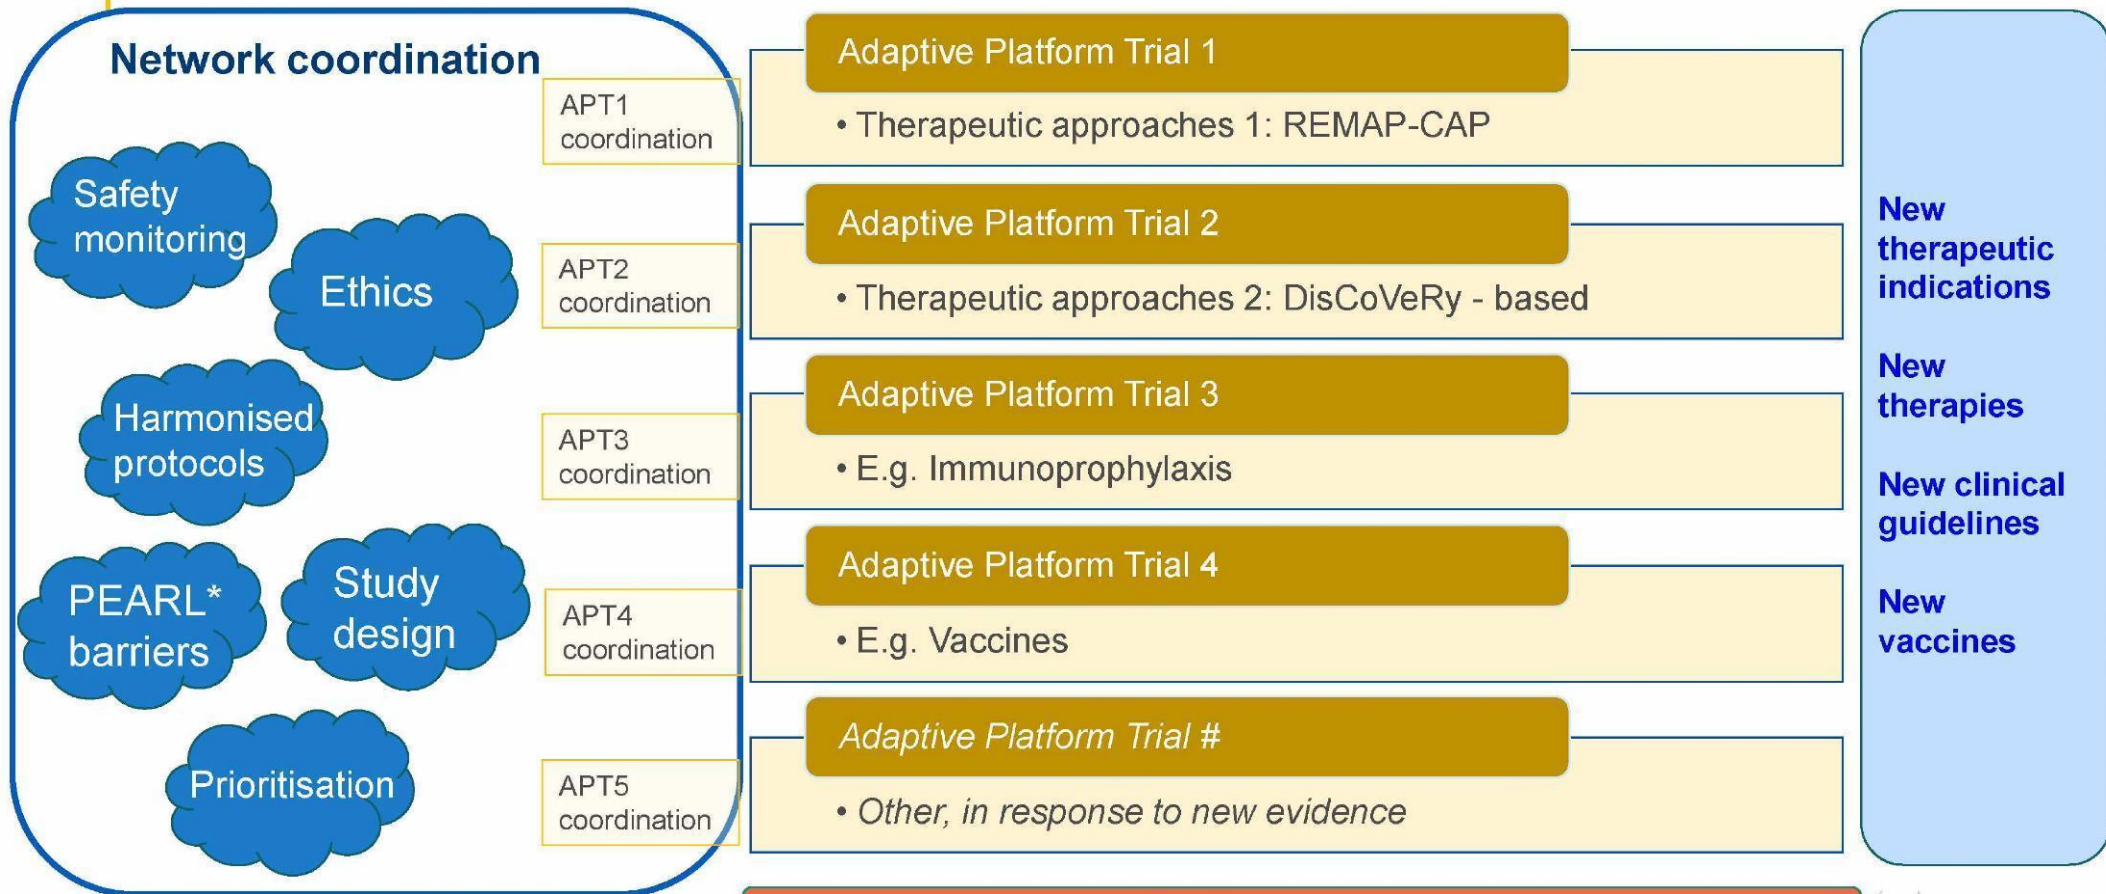 Network coordination
Safety
monitoring
Ethics
Harmonised
protocols
PEARL*
barriers
Study
design
Prioritisation
APT1
coordination
APT2
coordination
APT3
coordination
APT4
coordination
APT5
coordination
Adaptive Platform Trial 1
• Therapeutic approaches 1: REMAP-CAP
Adaptive Platform Trial 2
• Therapeutic approaches 2: DisCoVeRy - based
Adaptive Platform Trial 3
• E.g. Immunoprophylaxis
Adaptive Platform Trial 4
• E.g. Vaccines
Adaptive Platform Trial #
• Other, in response to new evidence
New
therapeutic
indications
New
therapies
New clinical
guidelines
New
vaccines